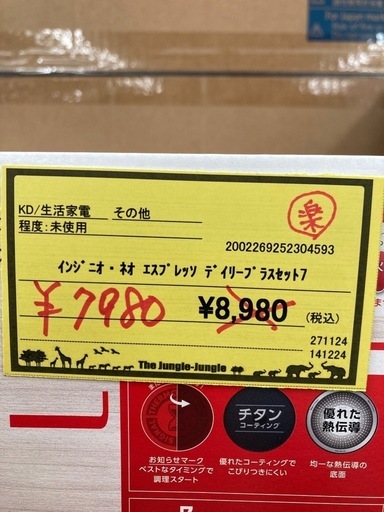 KD/生活家電 その他
程度:未使用
楽
2002269252304593
ｲﾝｼﾞﾆｵ・ﾈｵ ｴｽﾌﾟﾚｯｿ ﾃﾞｲﾘｰﾌﾟﾗｽｾｯﾄ7
¥7980 ¥8,980 (税込)
271124
141224
The Jungle-Jungle
お知らせマーク
ベストなタイミングで
調理スタート
チタン
コーティング
優れたコーティングで
こびりつきにくい
優れた
熱伝導
均一な熱伝導の
底面